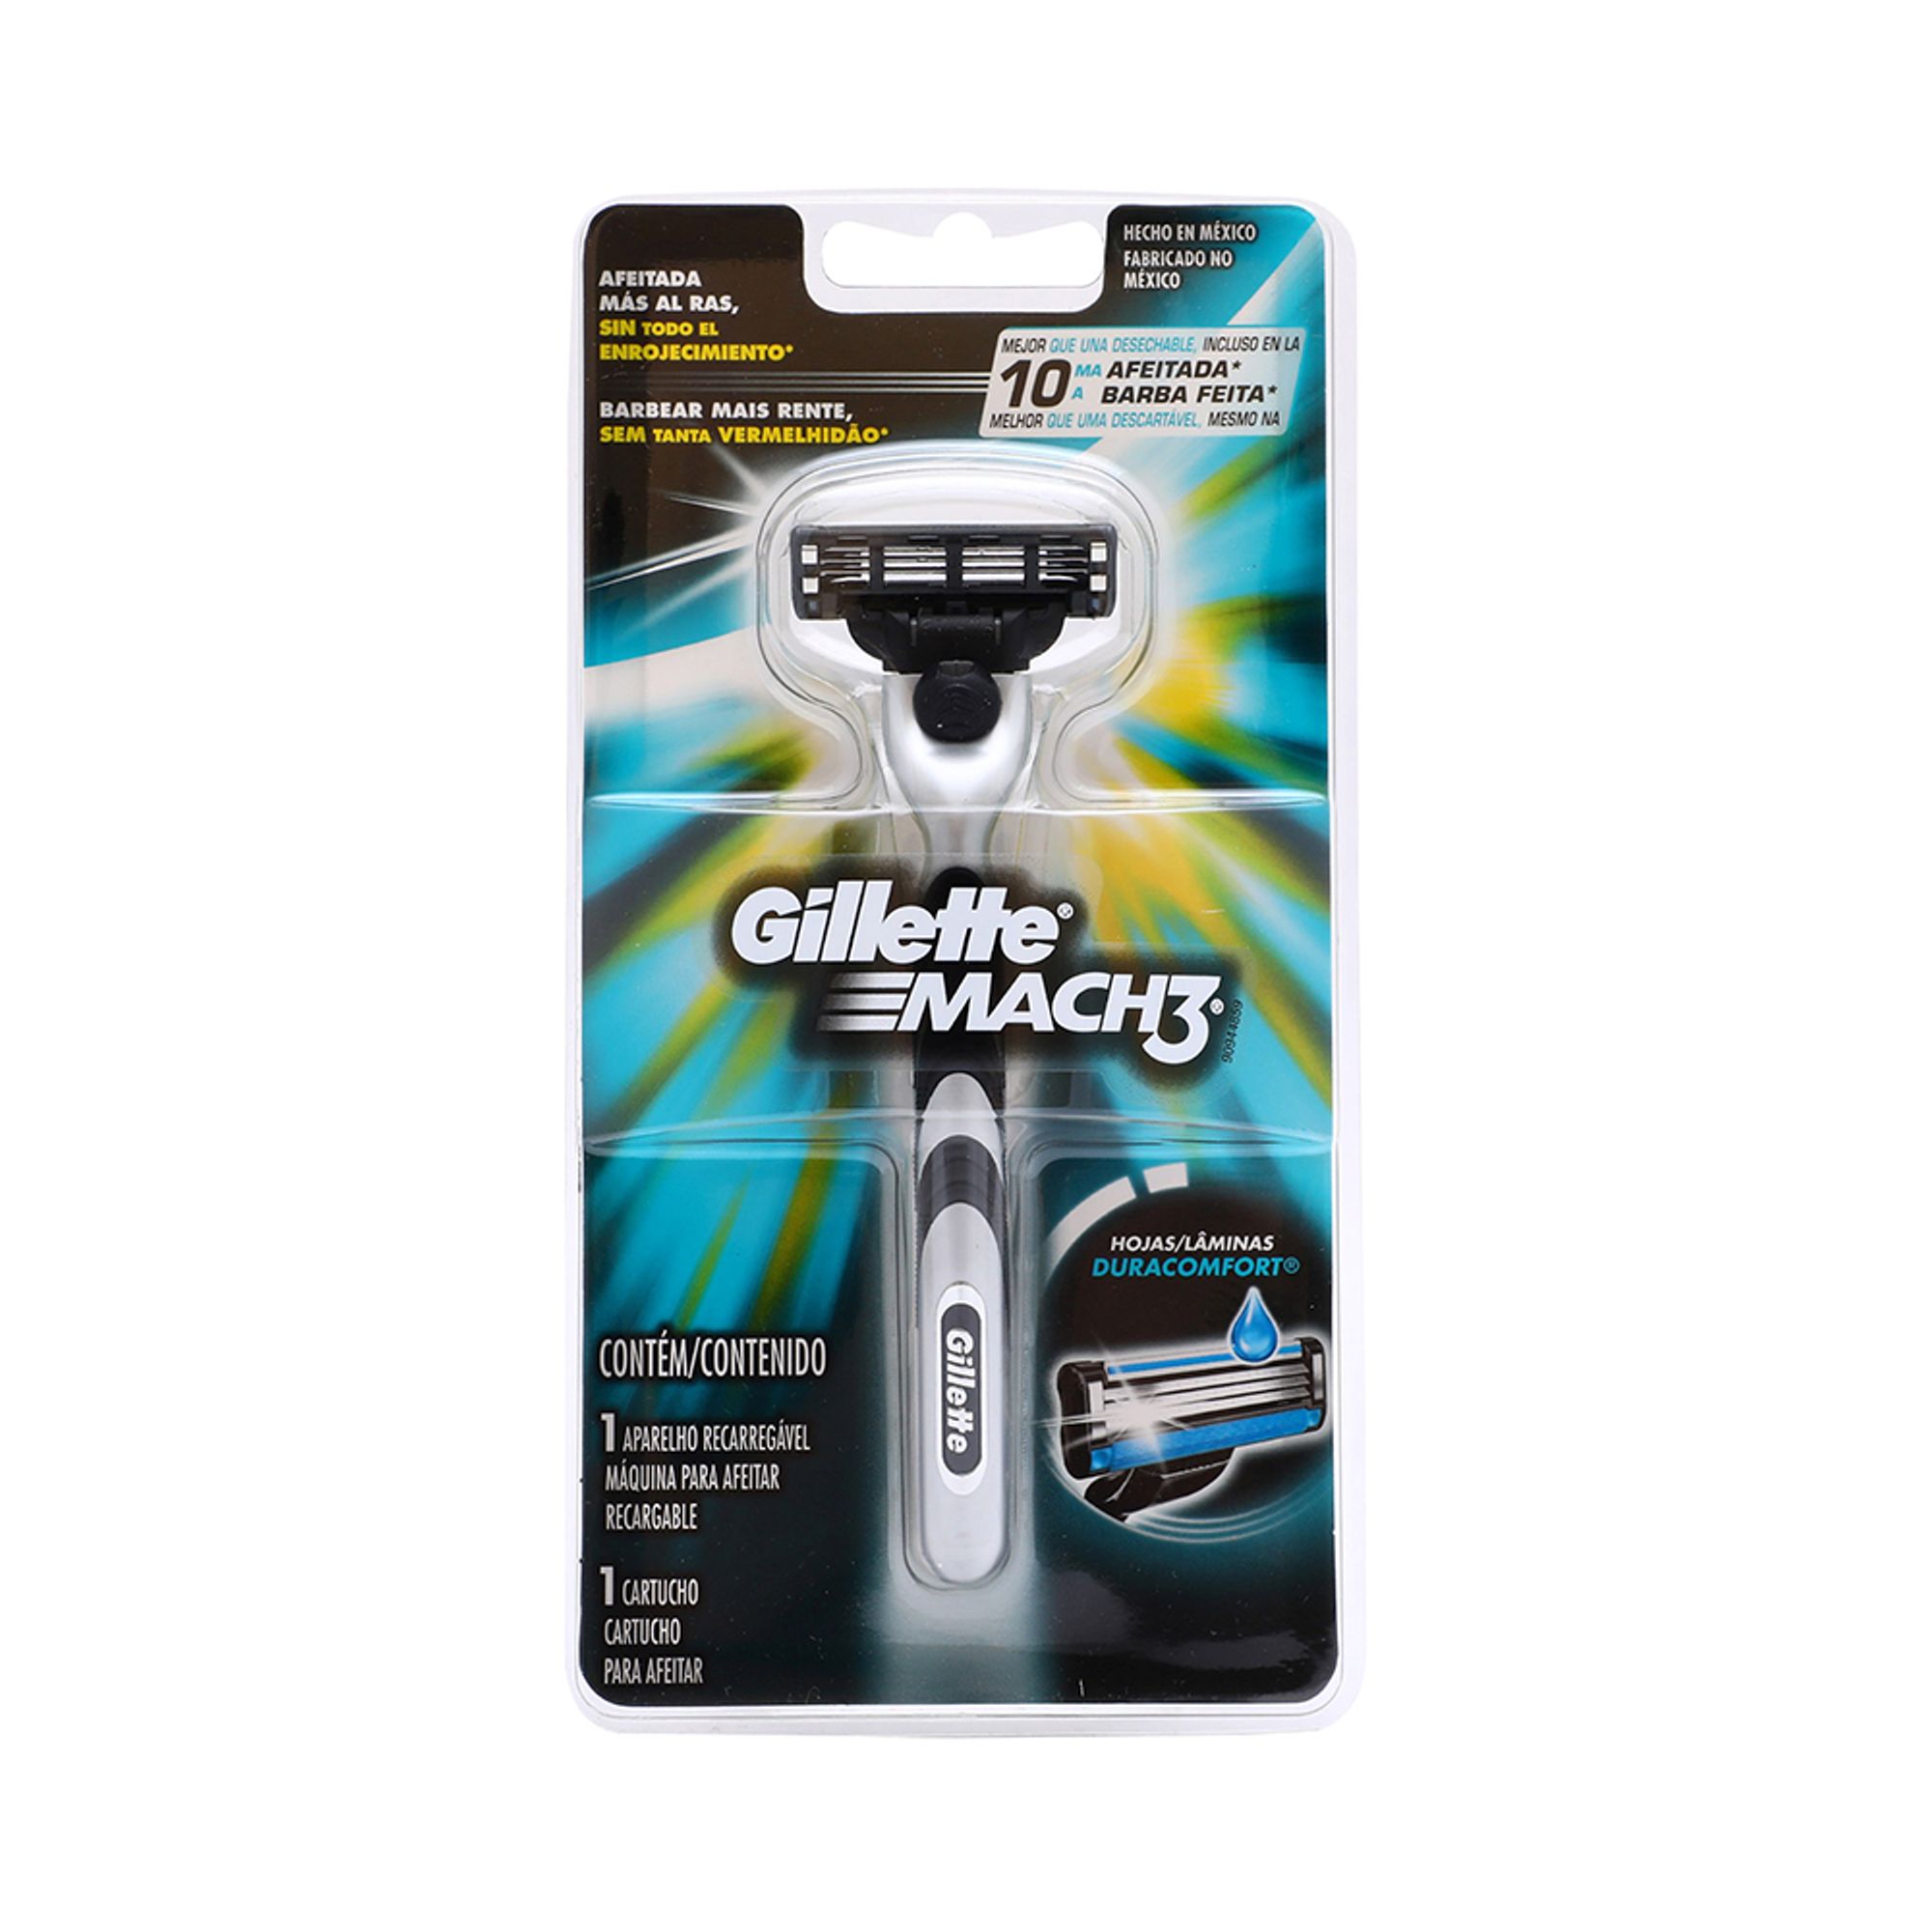 AFEITADA
MÁS AL RAS,
SIN TODO EL
ENROJECIMIENTO*
BARBEAR MAIS RENTE,
SEM TANTA VERMELHIDÃO*
HECHO EN MÉXICO
FABRICADO NO
MÉXICO
MEJOR QUE UNA DESECHABLE, INCLUSO EN LA
10 MA AFEITADA*
A BARBA FEITA*
MELHOR QUE UMA DESCARTÁVEL, MESMO NA
Gillette®
MACH3®
90944859
HOJAS/LÂMINAS
DURACOMFORT®
Gillette
CONTÉM/CONTENIDO
1 APARELHO RECARREGÁVEL
MÁQUINA PARA AFEITAR
RECARGABLE
1 CARTUCHO
CARTUCHO
PARA AFEITAR